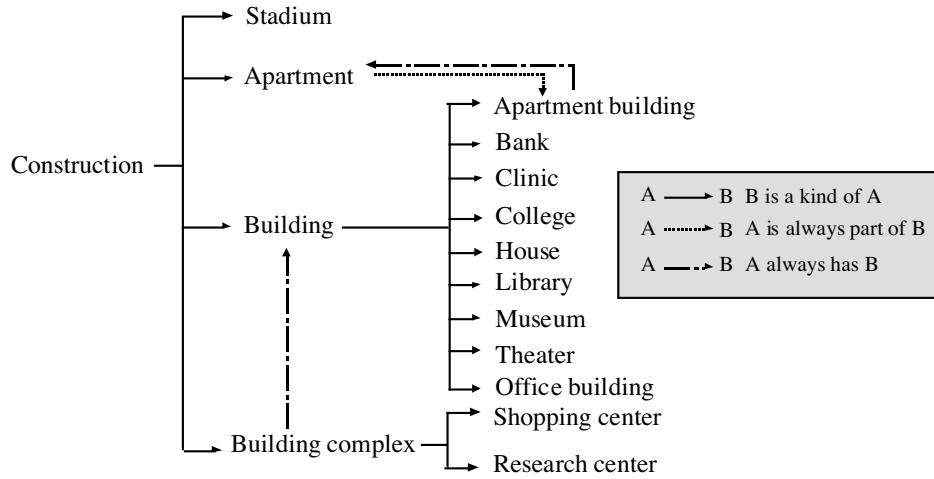 Stadium
Apartment
Apartment building
Bank
Clinic
Construction
College
Building
House
Library
Museum
Theater
Office building
Shopping center
Building complex
Research center
A B B is a kind of A
A B A is always part of B
A B A always has B